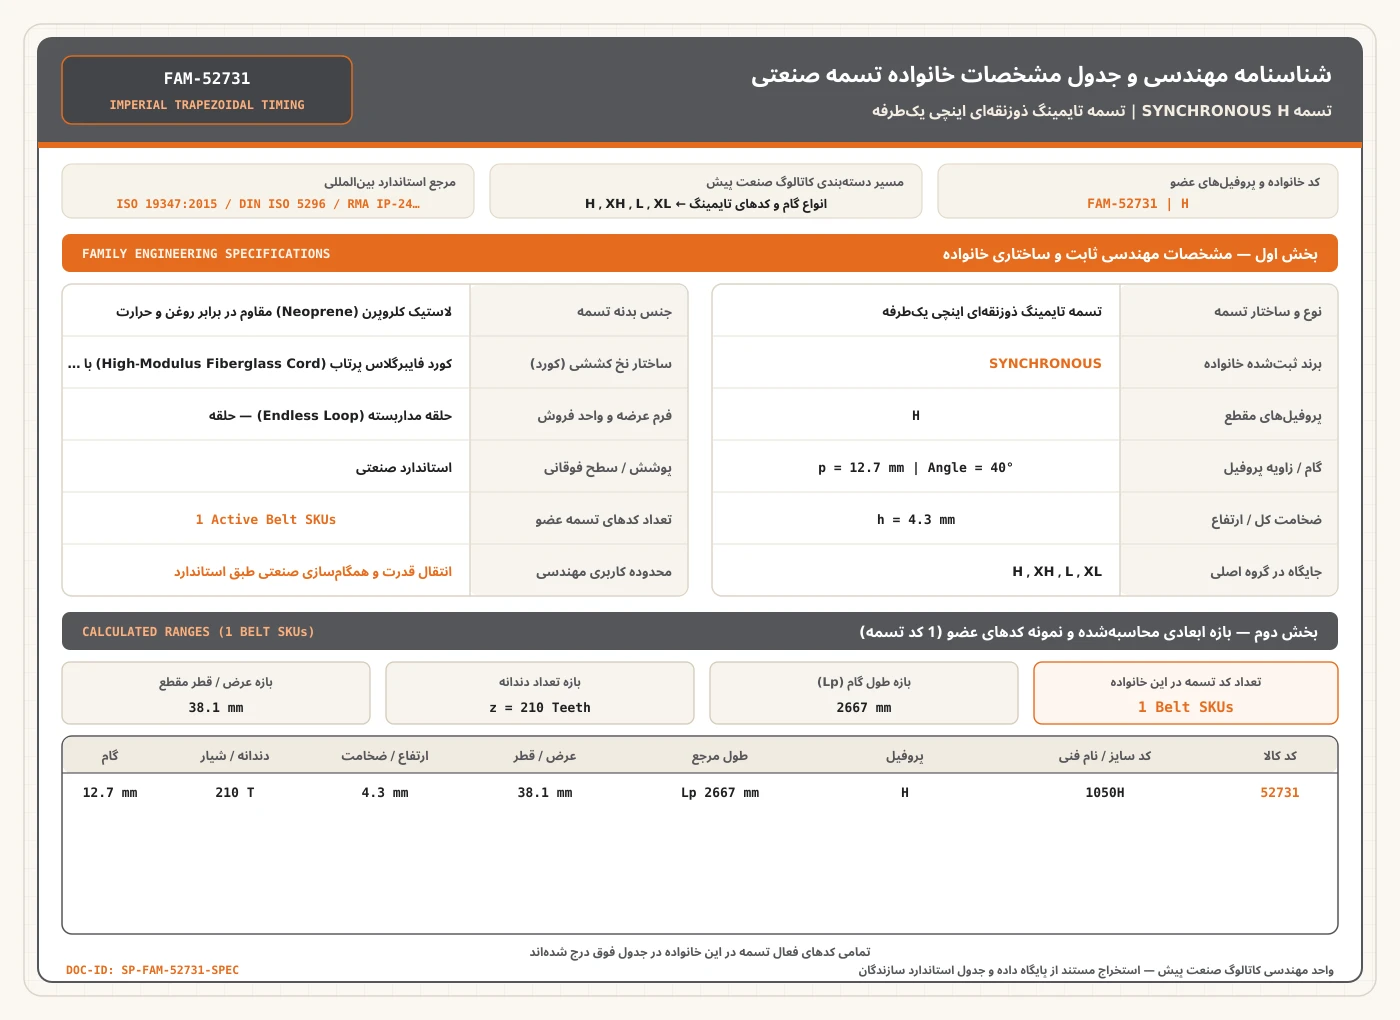 شناسنامه مهندسی و جدول مشخصات خانواده تسمه صنعتی
تسمه SYNCHRONOUS H | تسمه تایمینگ ذوزنقه‌ای اینچی یک‌طرفه
FAM-52731
IMPERIAL TRAPEZOIDAL TIMING
کد خانواده و پروفیل‌های عضو
FAM-52731 | H
مسیر دسته‌بندی کاتالوگ صنعت پیش
انواع گام و کدهای تایمینگ ← H , XH , L , XL
مرجع استاندارد بین‌المللی
ISO 19347:2015 / DIN ISO 5296 / RMA IP-24…
بخش اول — مشخصات مهندسی ثابت و ساختاری خانواده
FAMILY ENGINEERING SPECIFICATIONS
نوع و ساختار تسمه
تسمه تایمینگ ذوزنقه‌ای اینچی یک‌طرفه
برند ثبت‌شده خانواده
SYNCHRONOUS
پروفیل‌های مقطع
H
گام / زاویه پروفیل
p = 12.7 mm | Angle = 40°
ضخامت کل / ارتفاع
h = 4.3 mm
جایگاه در گروه اصلی
H , XH , L , XL
جنس بدنه تسمه
لاستیک کلروپرن (Neoprene) مقاوم در برابر روغن و حرارت
ساختار نخ کششی (کورد)
کورد فایبرگلاس پرتاب (High-Modulus Fiberglass Cord) با ...
فرم عرضه و واحد فروش
حلقه مداربسته (Endless Loop) — حلقه
پوشش / سطح فوقانی
استاندارد صنعتی
تعداد کدهای تسمه عضو
1 Active Belt SKUs
محدوده کاربری مهندسی
انتقال قدرت و همگام‌سازی صنعتی طبق استاندارد
بخش دوم — بازه ابعادی محاسبه‌شده و نمونه کدهای عضو (1 کد تسمه)
CALCULATED RANGES (1 BELT SKUs)
تعداد کد تسمه در این خانواده
1 Belt SKUs
بازه طول گام (Lp)
2667 mm
بازه تعداد دندانه
z = 210 Teeth
بازه عرض / قطر مقطع
38.1 mm
کد کالا	کد سایز / نام فنی	پروفیل	طول مرجع	عرض / قطر	ارتفاع / ضخامت	دندانه / شیار	گام
52731	1050H	H	Lp 2667 mm	38.1 mm	4.3 mm	210 T	12.7 mm
تمامی کدهای فعال تسمه در این خانواده در جدول فوق درج شده‌اند
واحد مهندسی کاتالوگ صنعت پیش — استخراج مستند از پایگاه داده و جدول استاندارد سازندگان
DOC-ID: SP-FAM-52731-SPEC